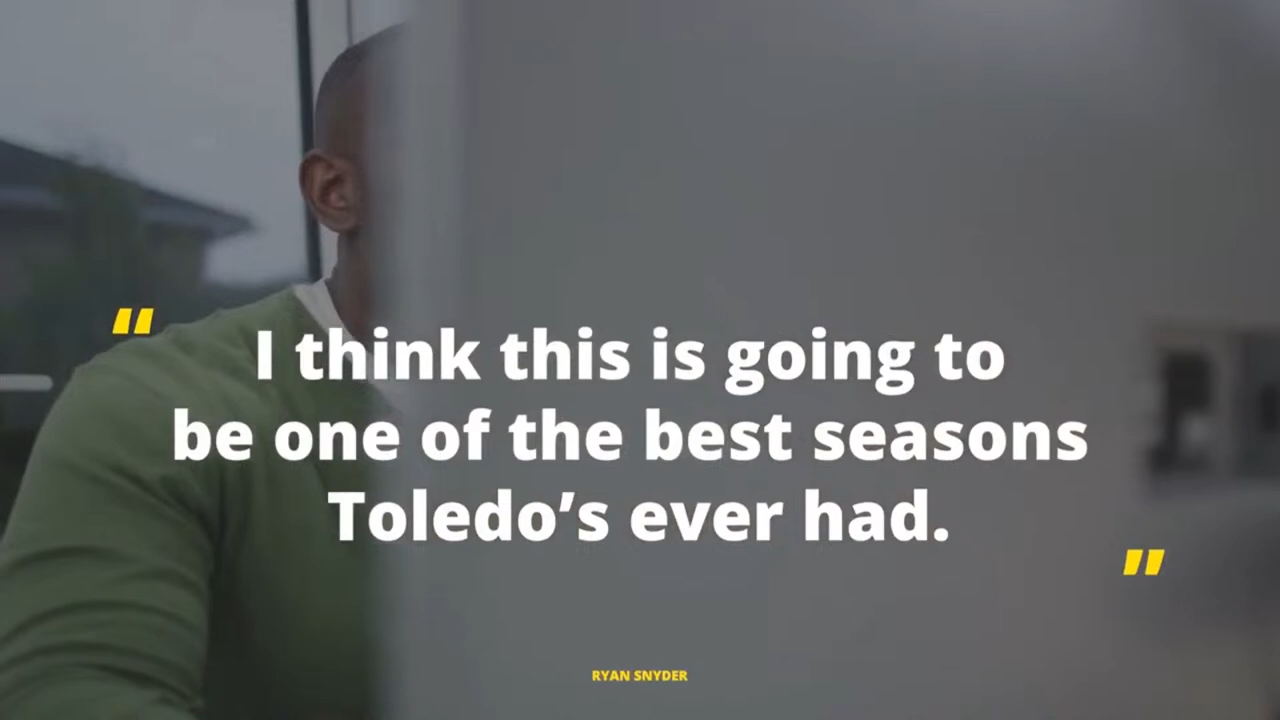 “
I think this is going to
be one of the best seasons
Toledo’s ever had.
”
RYAN SNYDER